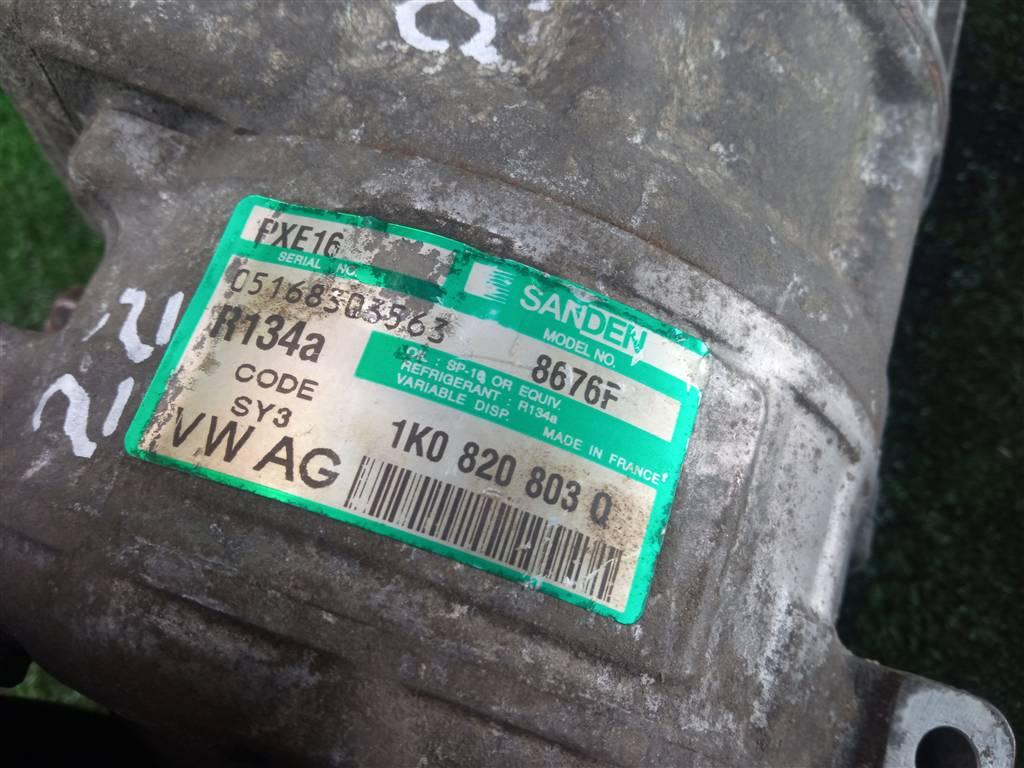 PXE16
SERIAL NO.
05168303563
SANDEN
MODEL NO.
8676F
R134a
OIL : SP-10 OR EQUIV.
REFRIGERANT : R134a
VARIABLE DISP.
MADE IN FRANCE
CODE
SY3
VW AG
1K0 820 803 Q